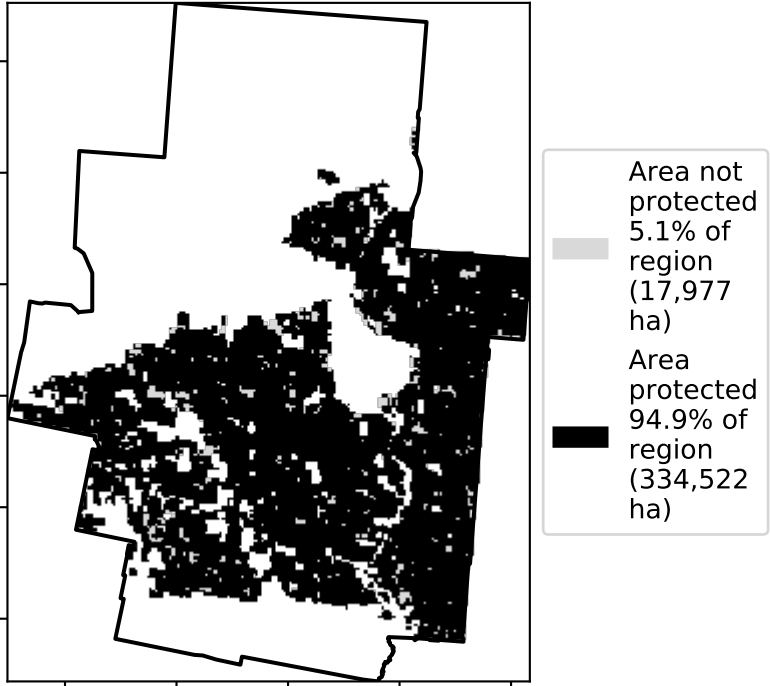 Area not
protected
5.1% of
region
(17,977
ha)
Area
protected
94.9% of
region
(334,522
ha)